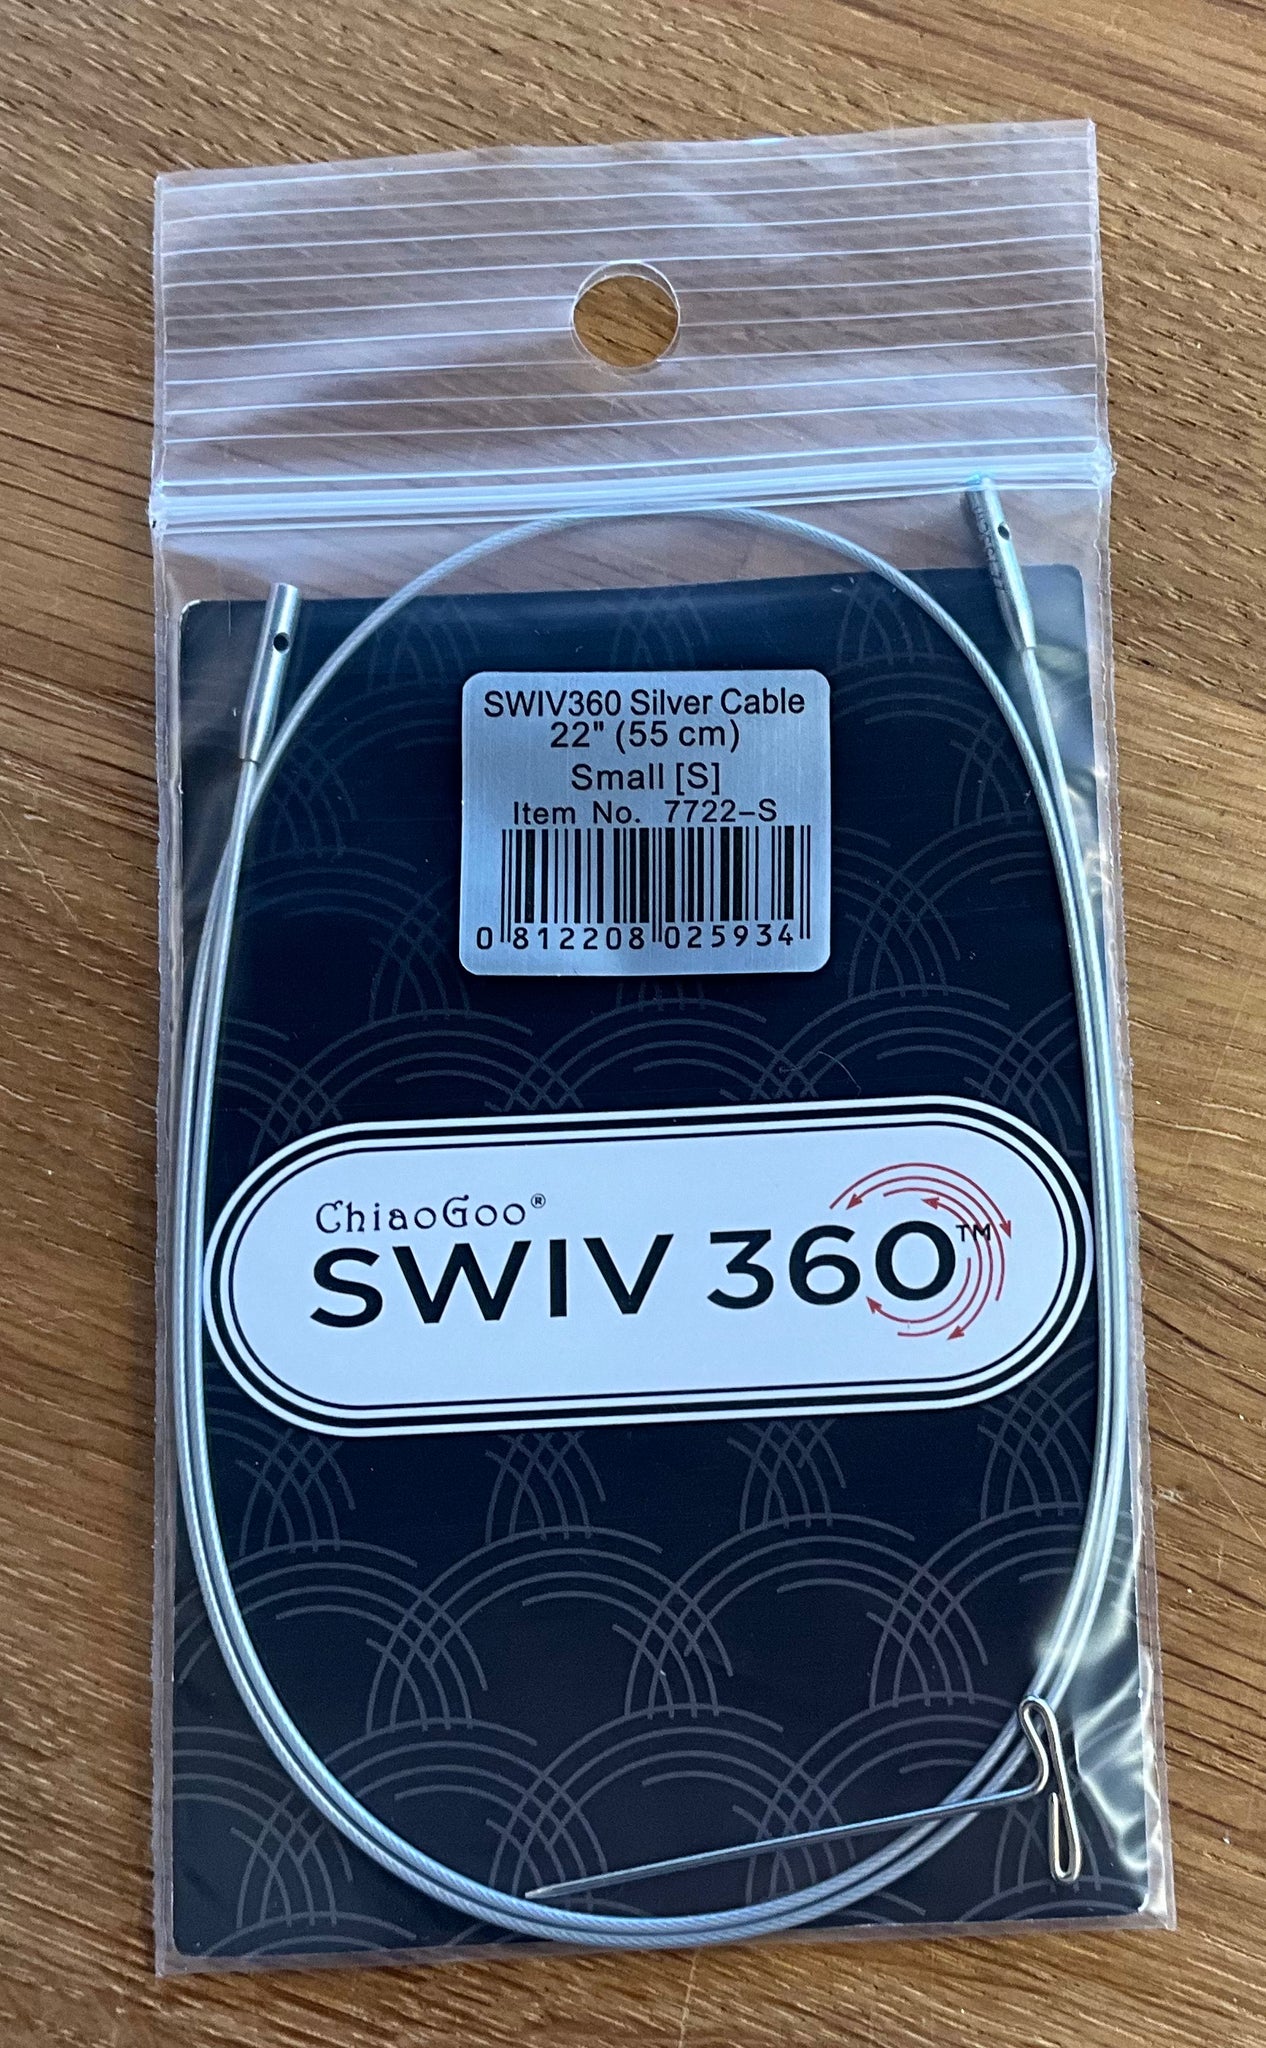 SWIV360 Silver Cable
22" (55 cm)
Small [S]
Item No. 7722-S
0 812208 025934
ChiaoGoo®
SWIV 360™